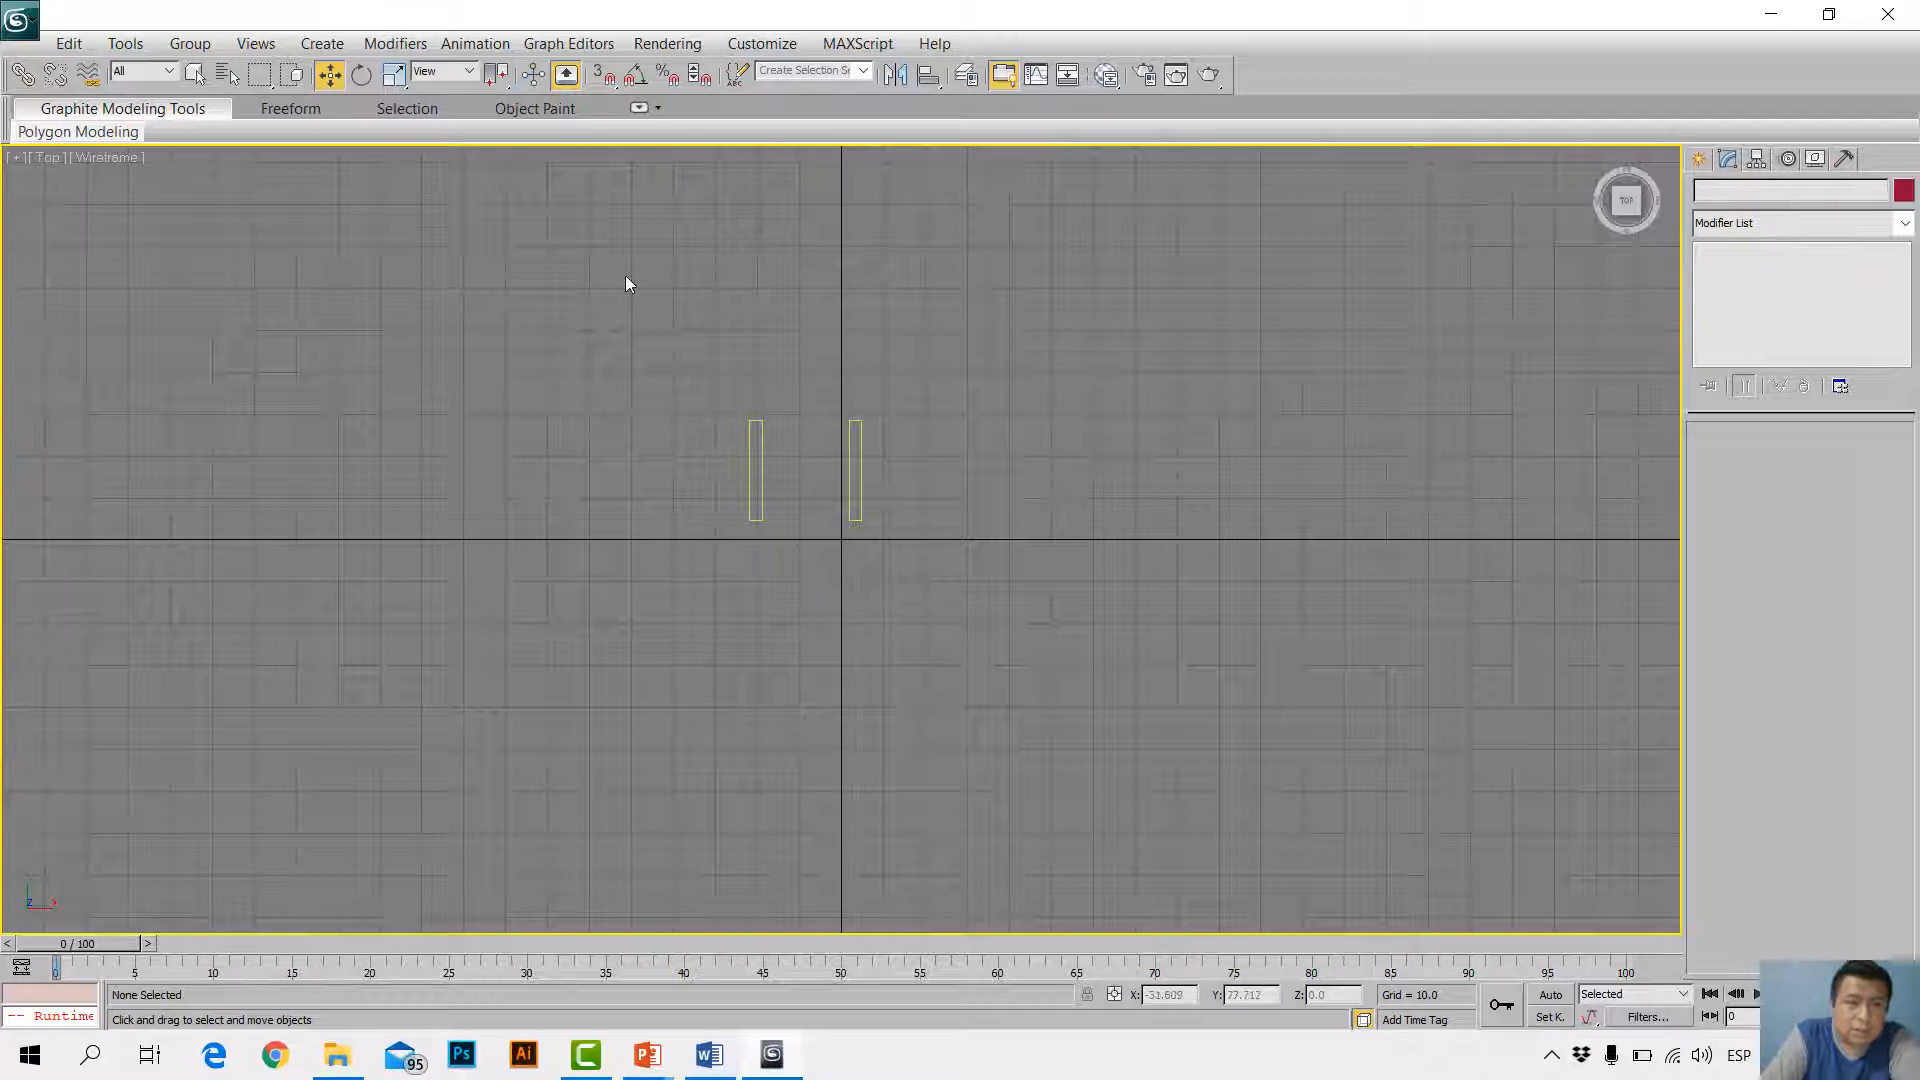 Edit Tools Group Views Create Modifiers Animation Graph Editors Rendering Customize MAXScript Help
All View 3 % ABC Create Selection Se
Graphite Modeling Tools Freeform Selection Object Paint
Polygon Modeling
[+][Top][Wireframe]
TOP
Modifier List
z
< 0 / 100 >
0 5 10 15 20 25 30 35 40 45 50 55 60 65 70 75 80 85 90 95 100
None Selected X: -31.609 Y: 77.712 Z: 0.0 Grid = 10.0 Auto Selected
-- Runtime Click and drag to select and move objects Add Time Tag Set K. Filters... 0
95 Ps Ai ESP